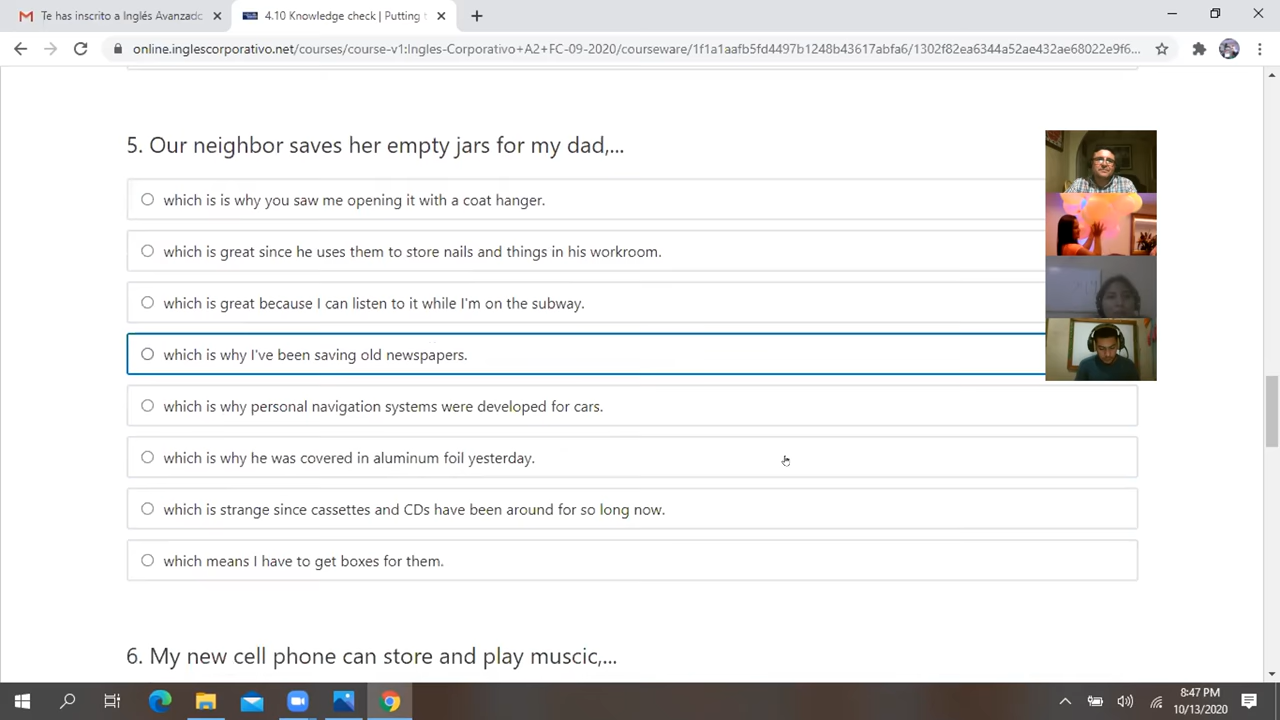 Te has inscrito a Inglés Avanzadc
4.10 Knowledge check | Putting t
online.inglescorporativo.net/courses/course-v1:Ingles-Corporativo+A2+FC-09-2020/courseware/1f1a1aafb5fd4497b1248b43617abfa6/1302f82ea6344a52ae432ae68022e9f6...
5. Our neighbor saves her empty jars for my dad,...
which is is why you saw me opening it with a coat hanger.
which is great since he uses them to store nails and things in his workroom.
which is great because I can listen to it while I'm on the subway.
which is why I've been saving old newspapers.
which is why personal navigation systems were developed for cars.
which is why he was covered in aluminum foil yesterday.
which is strange since cassettes and CDs have been around for so long now.
which means I have to get boxes for them.
6. My new cell phone can store and play muscic,...
8:47 PM
10/13/2020